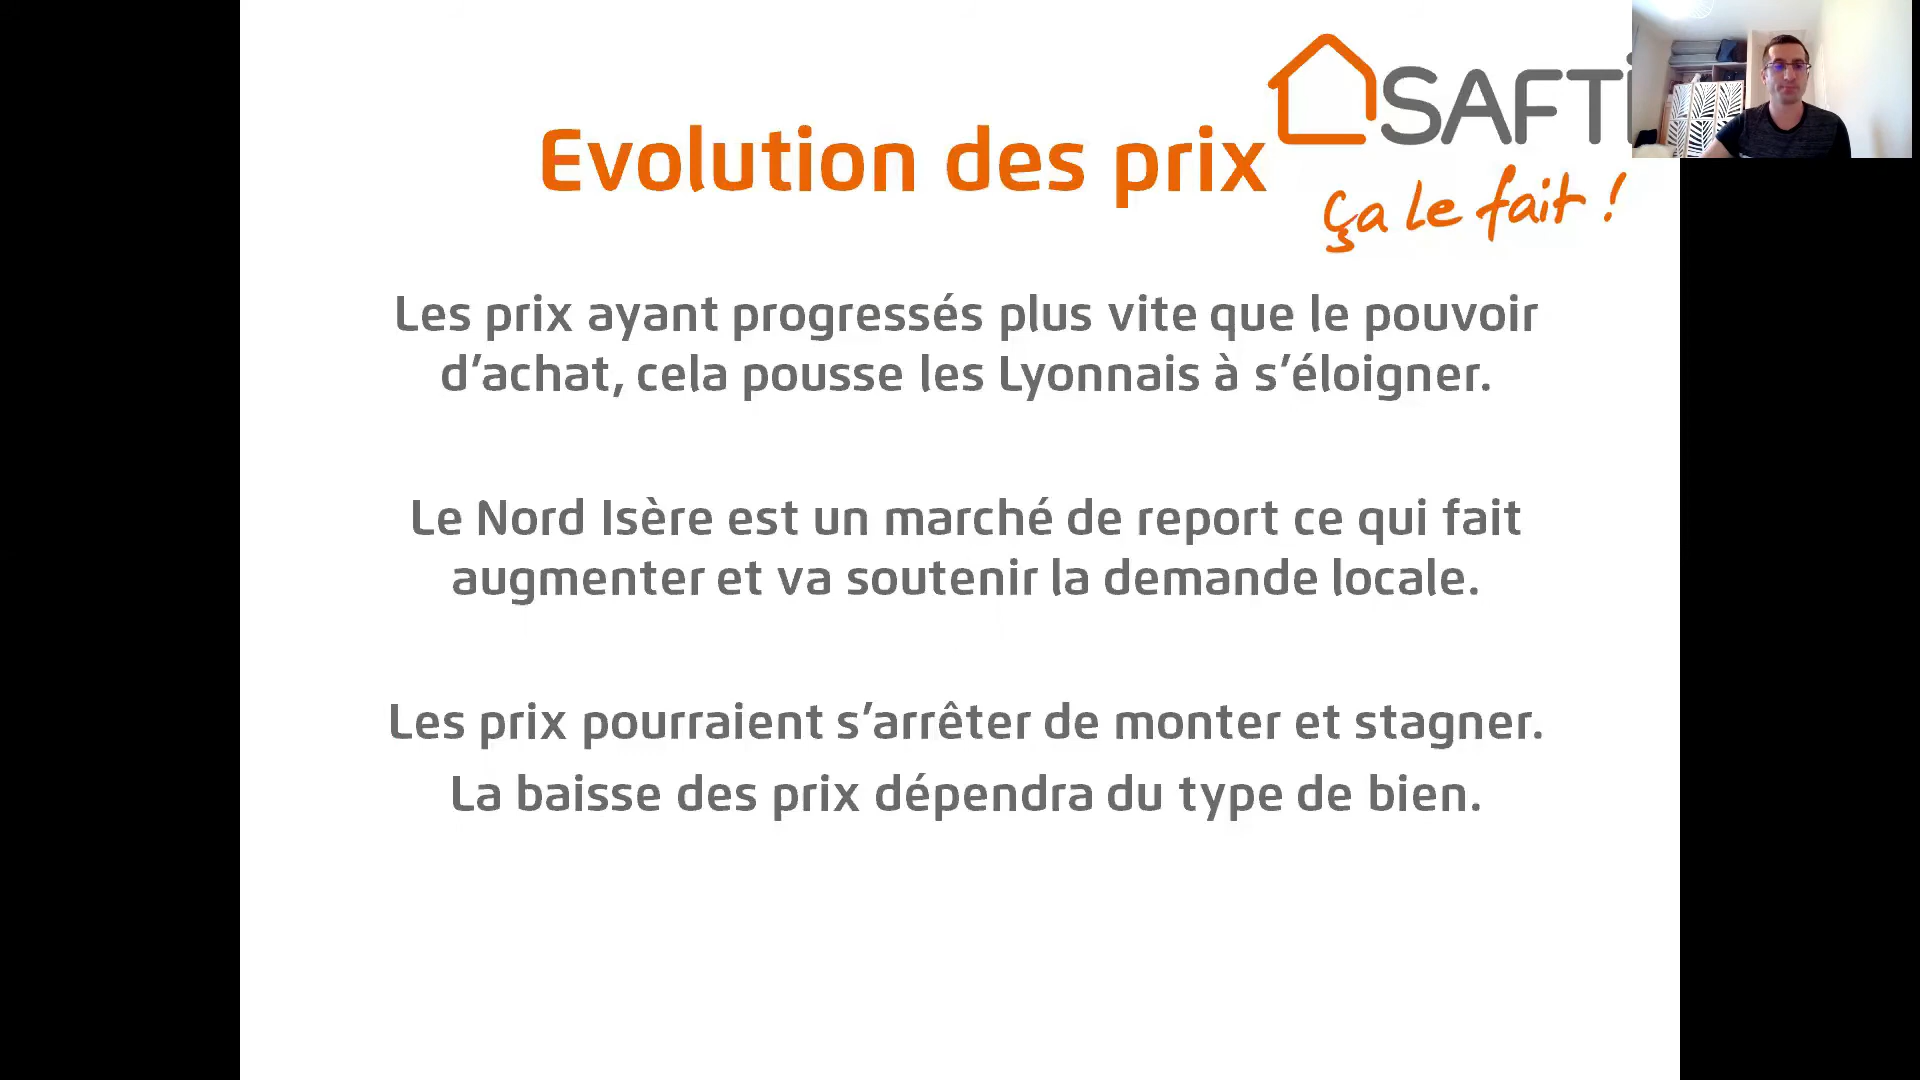 SAFTI
Evolution des prix
ça le fait !
Les prix ayant progressés plus vite que le pouvoir
d’achat, cela pousse les Lyonnais à s’éloigner.
Le Nord Isère est un marché de report ce qui fait
augmenter et va soutenir la demande locale.
Les prix pourraient s’arrêter de monter et stagner.
La baisse des prix dépendra du type de bien.